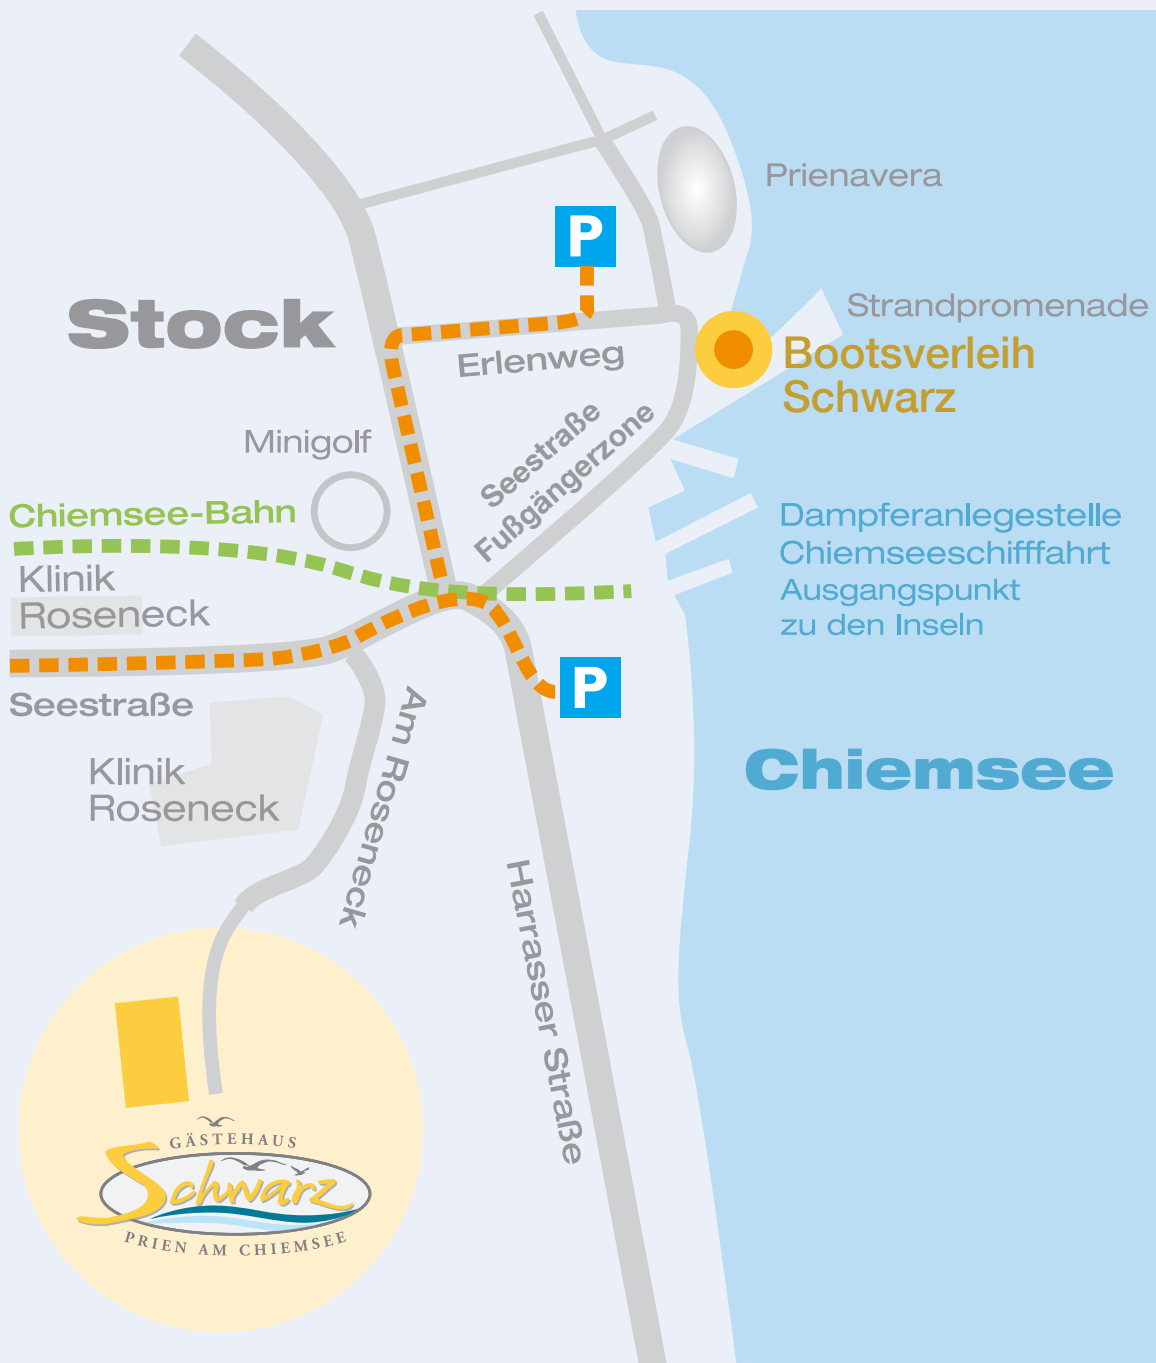 Prienavera
P
Strandpromenade
Stock
Bootsverleih
Schwarz
Erlenweg
Seestraße
Fußgängerzone
Minigolf
Chiemsee-Bahn
Dampferanlegestelle
Chiemseeschifffahrt
Ausgangspunkt
zu den Inseln
Klinik
Roseneck
P
Seestraße
Am Roseneck
Klinik
Roseneck
Chiemsee
Harrasser Straße
GÄSTEHAUS
Schwarz
PRIEN AM CHIEMSEE